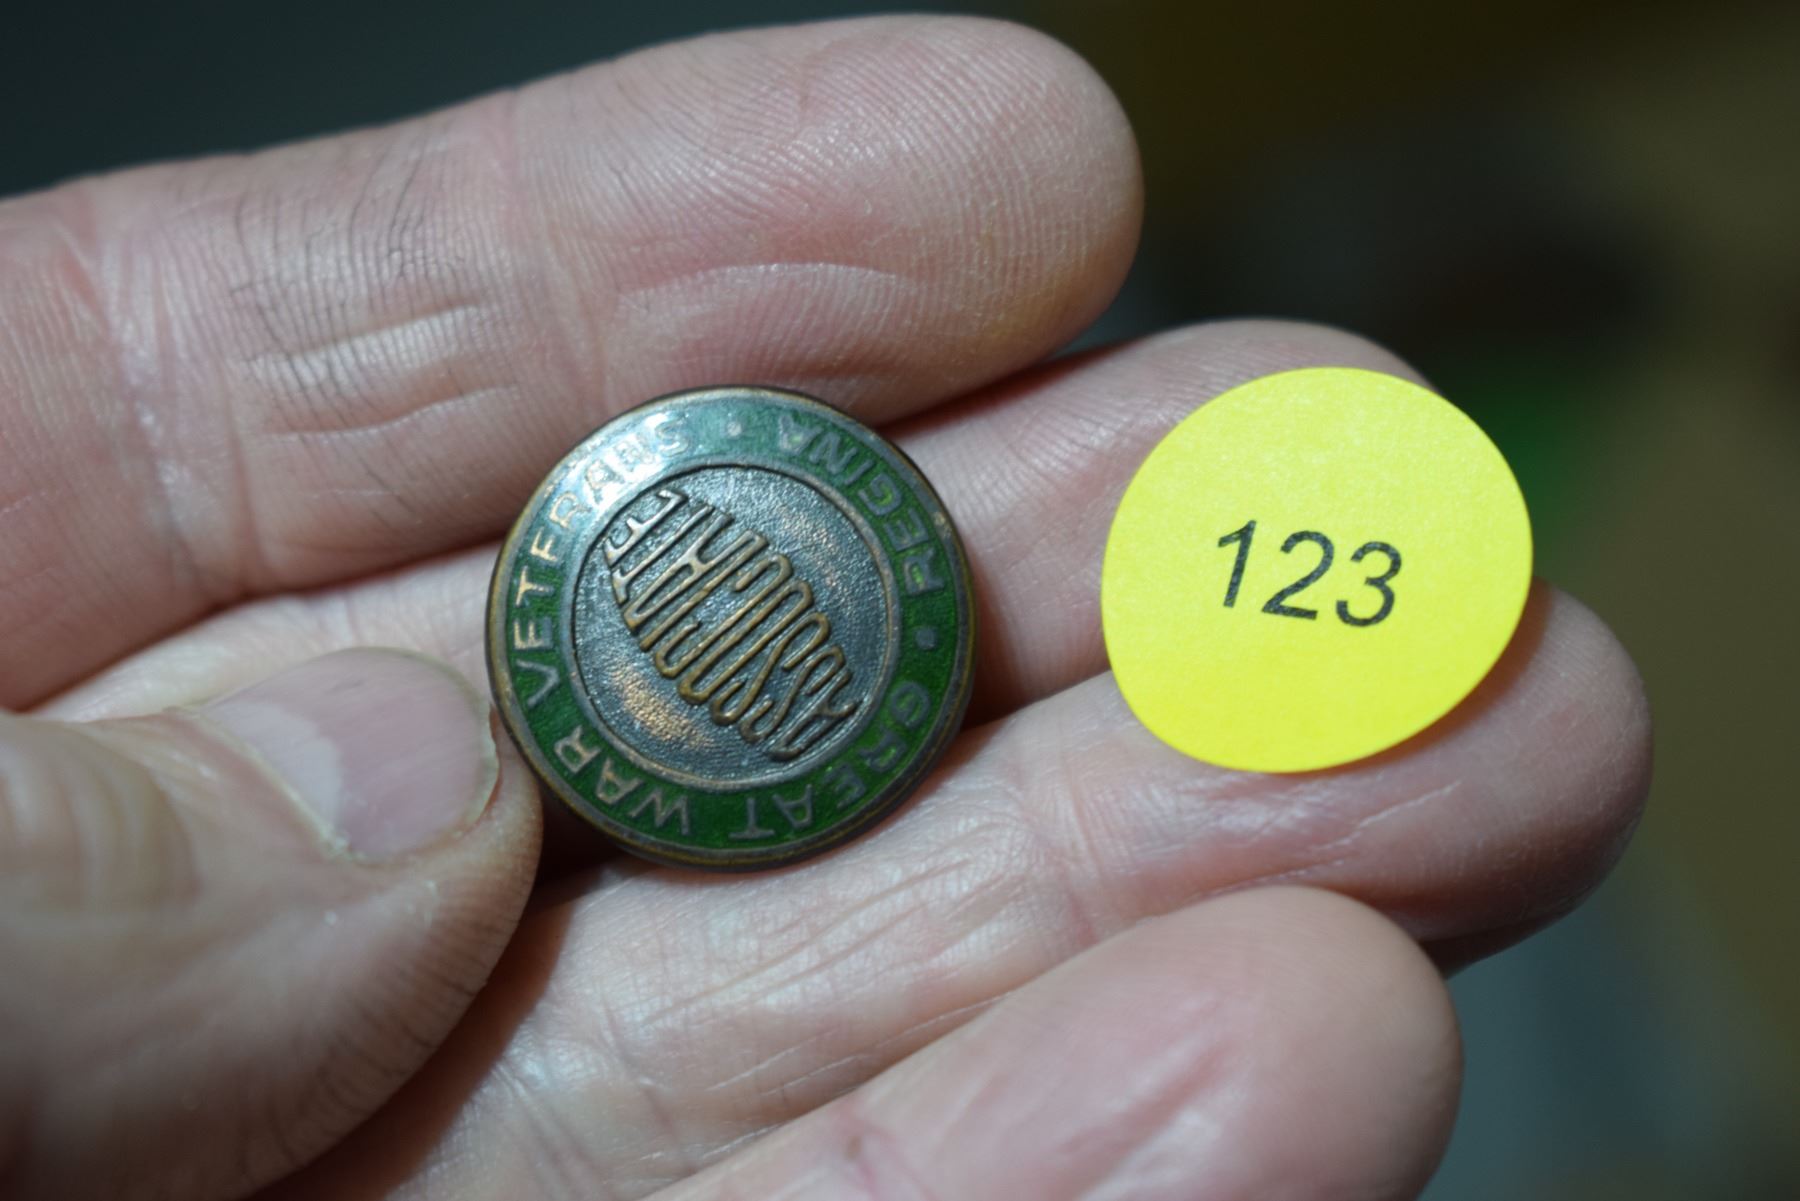 GREAT WAR VETERANS • REGINA •
ASSOCIATE
123